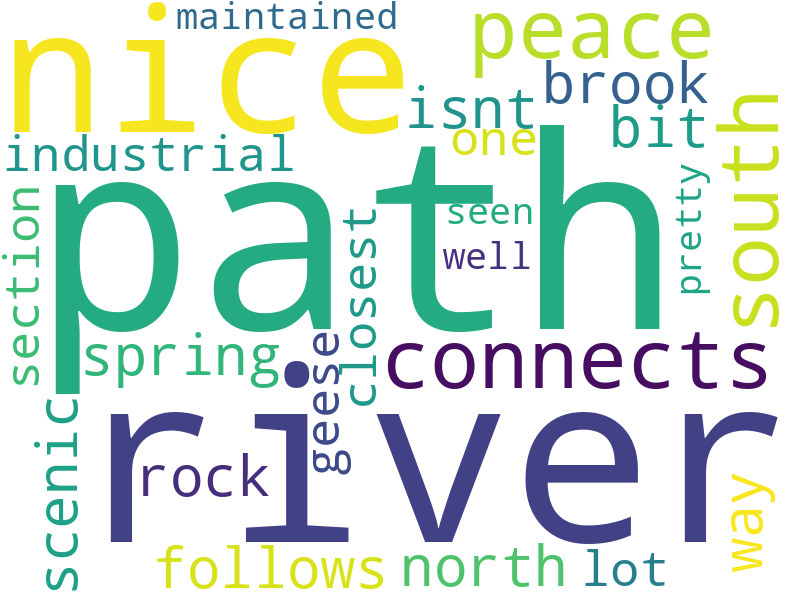 maintained
nice
peace
brook
isnt
one
bit
south
industrial
path
seen
well
pretty
section
closest
spring
geese
connects
river
scenic
rock
way
follows
north
lot